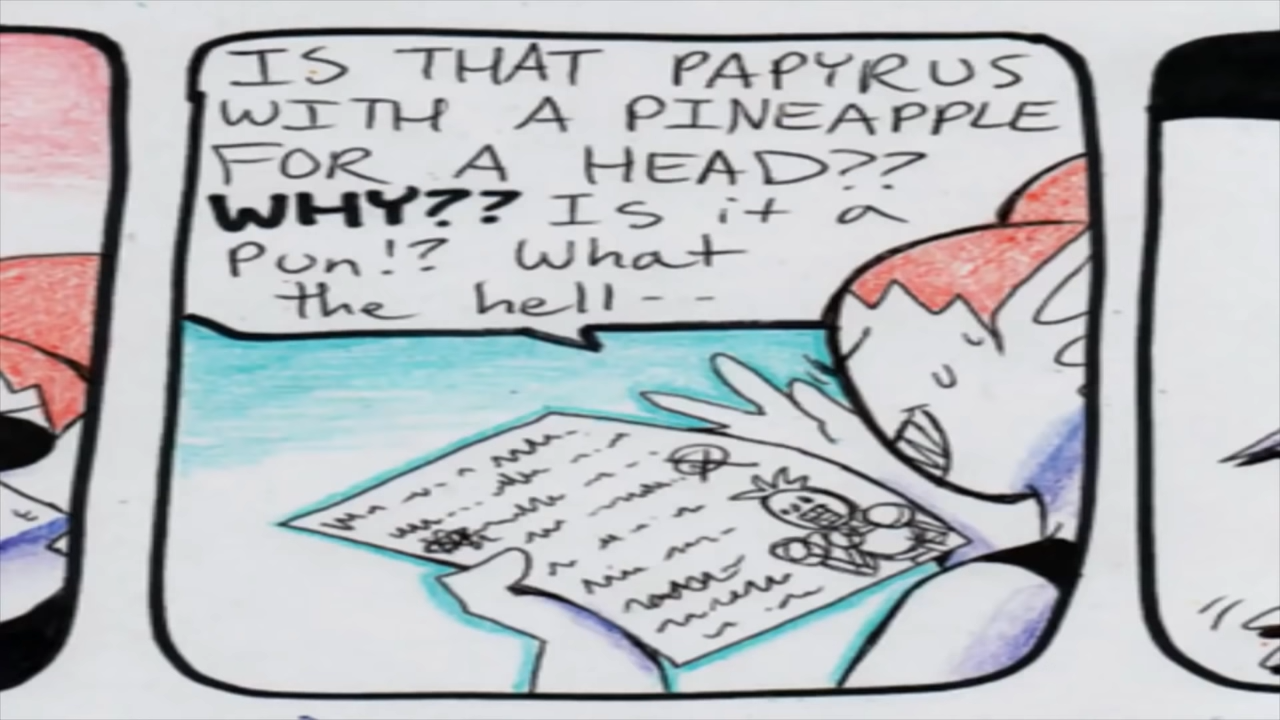 IS THAT PAPYRUS
WITH A PINEAPPLE
FOR A HEAD??
WHY?? Is it a
Pun!? What
the hell--